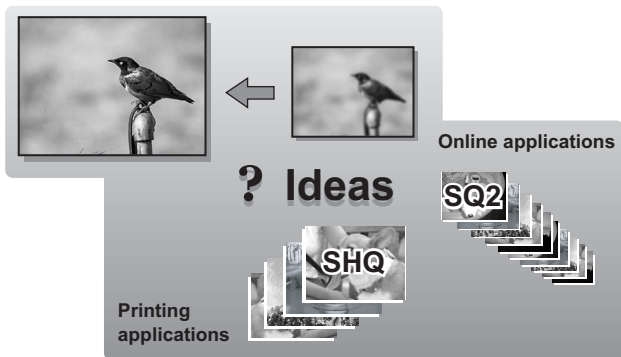 Online applications
? Ideas
SQ2
SHQ
Printing
applications